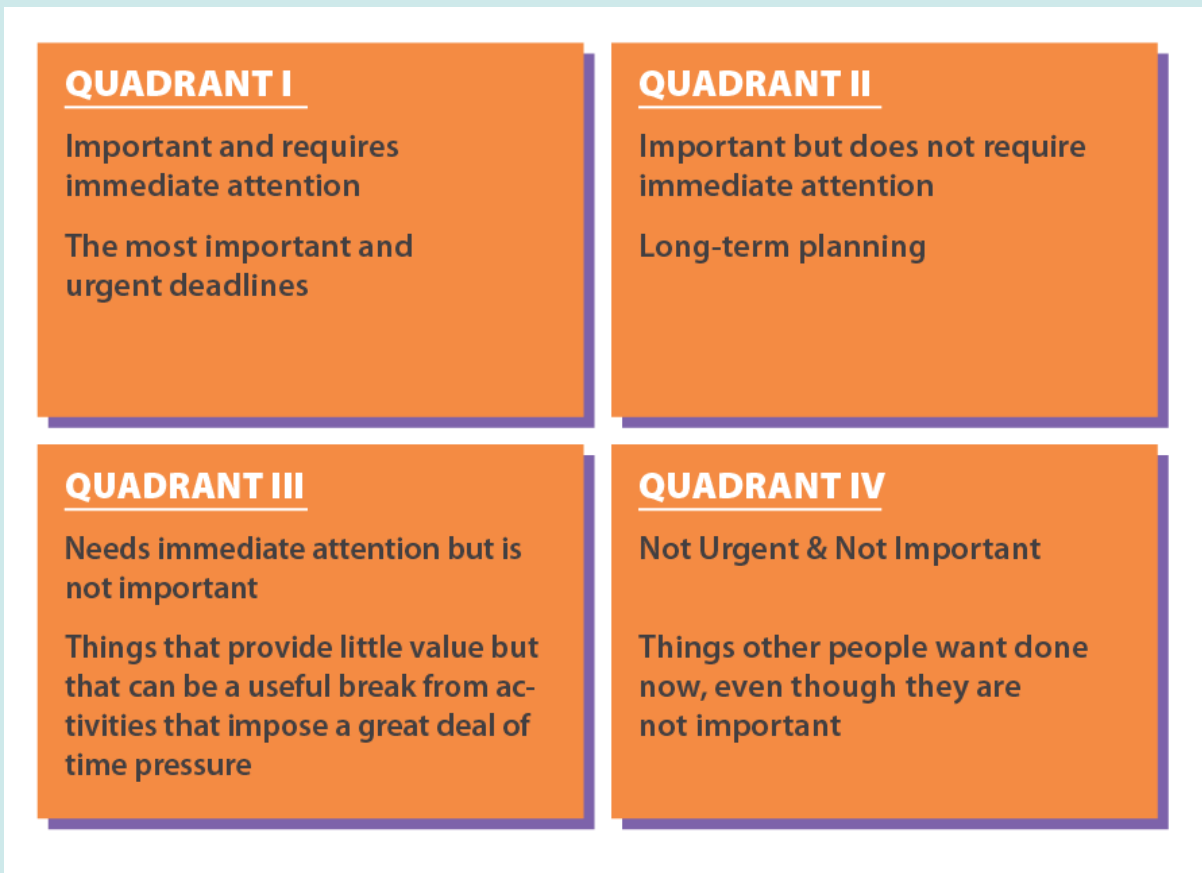 QUADRANT I
Important and requires
immediate attention
The most important and
urgent deadlines
QUADRANT II
Important but does not require
immediate attention
Long-term planning
QUADRANT III
Needs immediate attention but is
not important
Things that provide little value but
that can be a useful break from ac-
tivities that impose a great deal of
time pressure
QUADRANT IV
Not Urgent & Not Important
Things other people want done
now, even though they are
not important